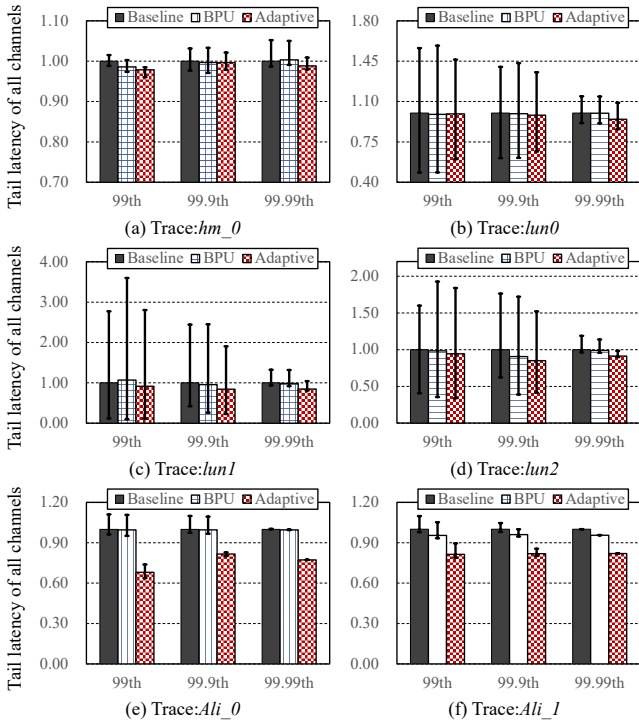 Tail latency of all channels
Baseline BPU Adaptive
1.10
1.00
0.90
0.80
0.70
99th 99.9th 99.99th
(a) Trace:hm_0
Baseline BPU Adaptive
1.80
1.45
1.10
0.75
0.40
99th 99.9th 99.99th
(b) Trace:lun0
Tail latency of all channels
Baseline BPU Adaptive
4.00
3.00
2.00
1.00
0.00
99th 99.9th 99.99th
(c) Trace:lun1
Baseline BPU Adaptive
2.00
1.50
1.00
0.50
0.00
99th 99.9th 99.99th
(d) Trace:lun2
Tail latency of all channels
Baseline BPU Adaptive
1.20
0.90
0.60
0.30
0.00
99th 99.9th 99.99th
(e) Trace:Ali_0
Baseline BPU Adaptive
1.20
0.90
0.60
0.30
0.00
99th 99.9th 99.99th
(f) Trace:Ali_1